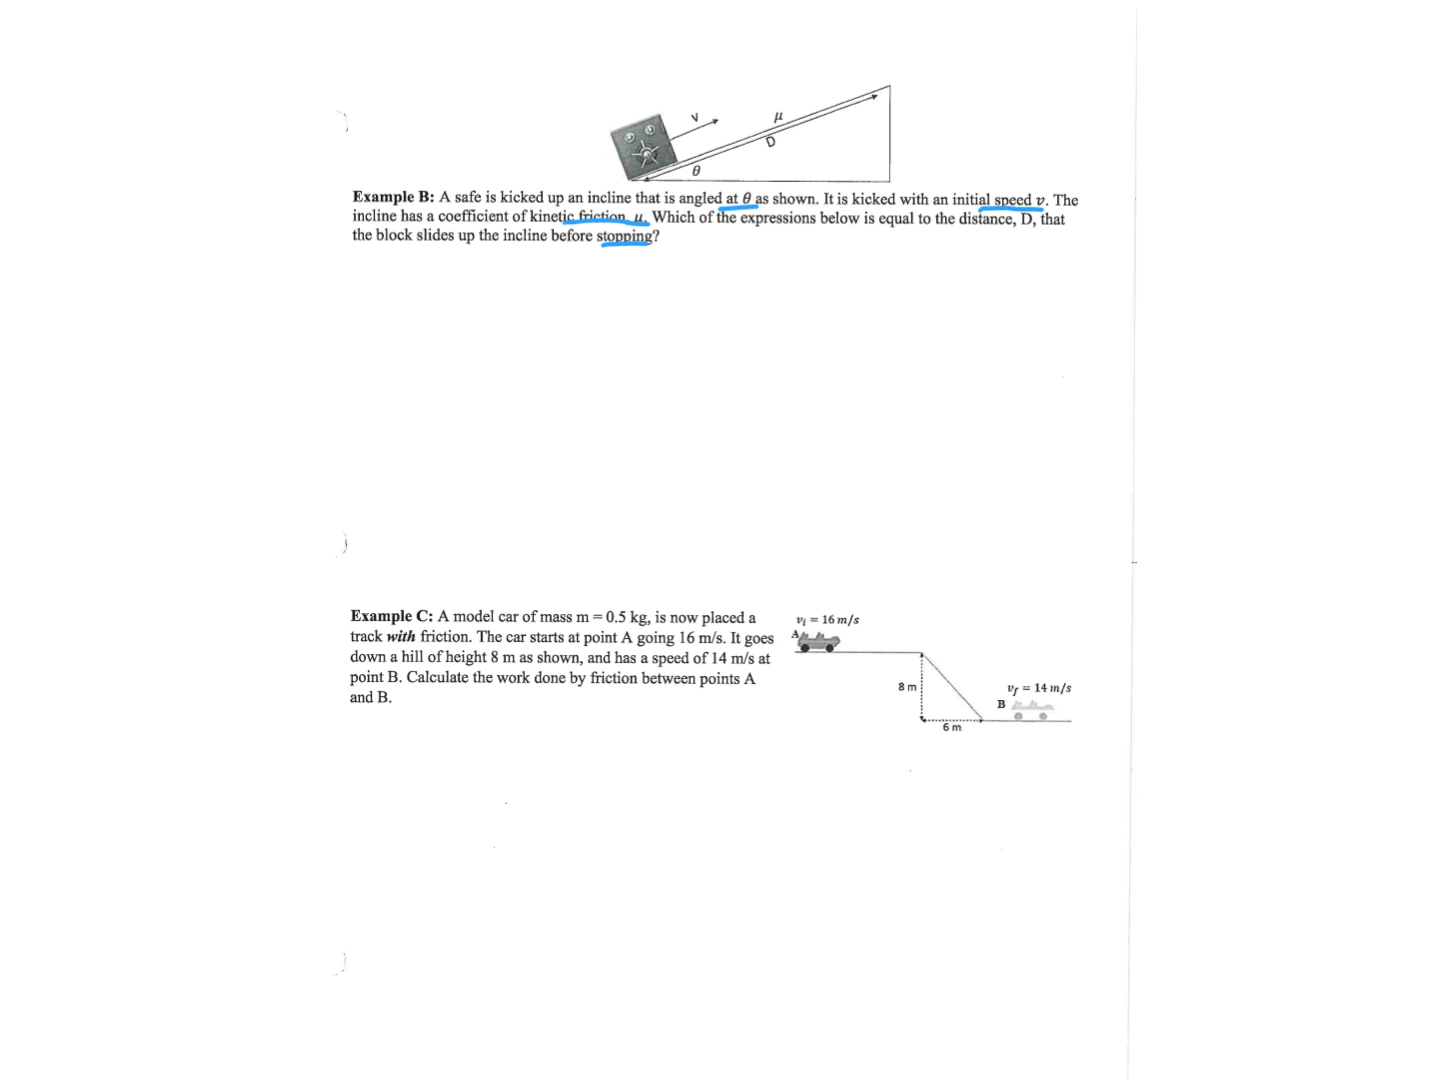 v
μ
D
θ
Example B: A safe is kicked up an incline that is angled at θ as shown. It is kicked with an initial speed v. The
incline has a coefficient of kinetic friction, μ. Which of the expressions below is equal to the distance, D, that
the block slides up the incline before stopping?
Example C: A model car of mass m = 0.5 kg, is now placed a
track with friction. The car starts at point A going 16 m/s. It goes
down a hill of height 8 m as shown, and has a speed of 14 m/s at
point B. Calculate the work done by friction between points A
and B.
vᵢ = 16 m/s
A
8 m
v_f = 14 m/s
B
6 m